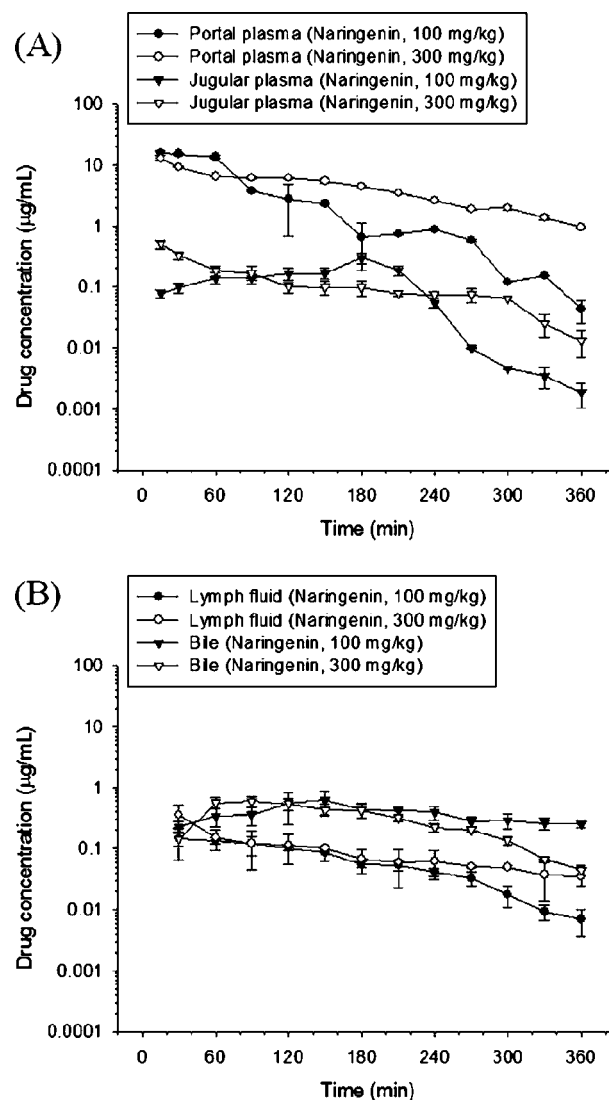 (A)
Portal plasma (Naringenin, 100 mg/kg)
Portal plasma (Naringenin, 300 mg/kg)
Jugular plasma (Naringenin, 100 mg/kg)
Jugular plasma (Naringenin, 300 mg/kg)
Drug concentration (μg/mL)
100
10
1
0.1
0.01
0.001
0.0001
0 60 120 180 240 300 360
Time (min)
(B)
Lymph fluid (Naringenin, 100 mg/kg)
Lymph fluid (Naringenin, 300 mg/kg)
Bile (Naringenin, 100 mg/kg)
Bile (Naringenin, 300 mg/kg)
Drug concentration (μg/mL)
100
10
1
0.1
0.01
0.001
0.0001
0 60 120 180 240 300 360
Time (min)